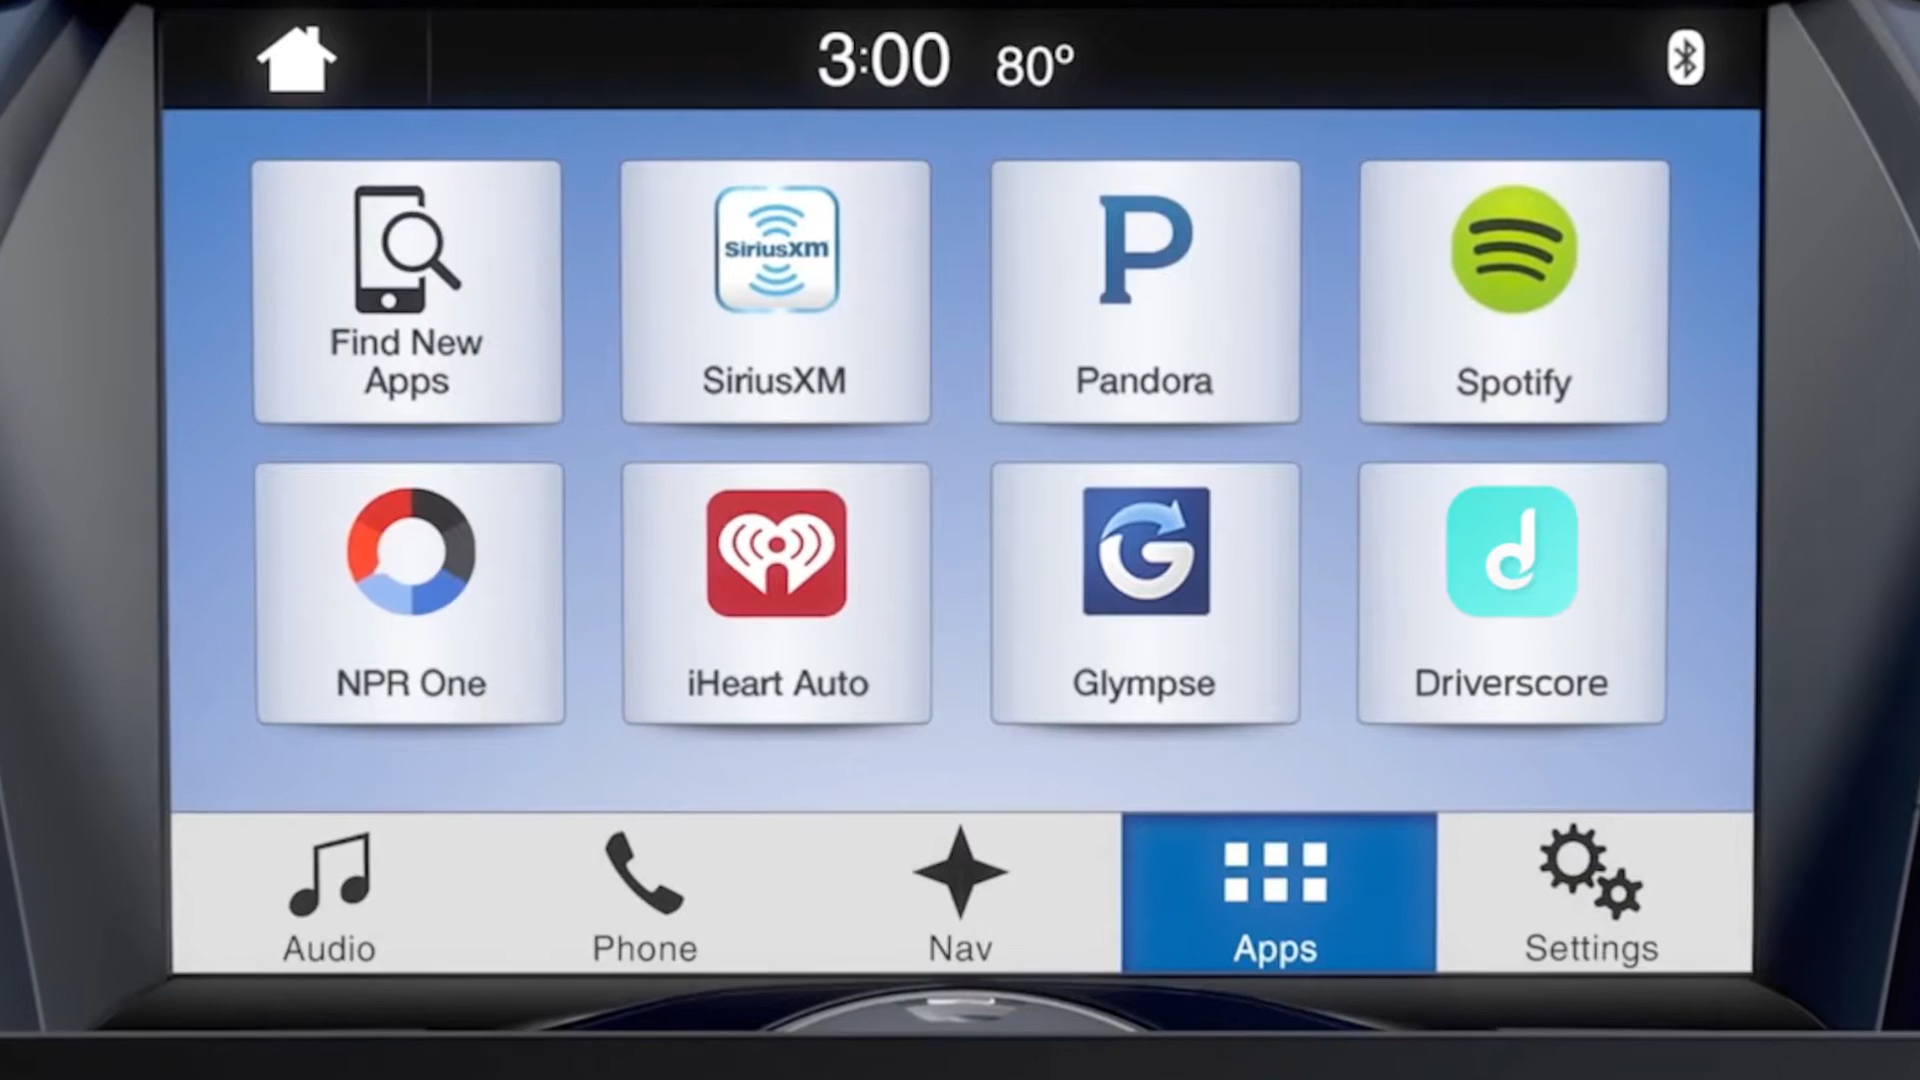 3:00 80°
Find New
Apps
SiriusXM
SiriusXM
P
Pandora
Spotify
NPR One
iHeart Auto
G
Glympse
d
Driverscore
Audio
Phone
Nav
Apps
Settings